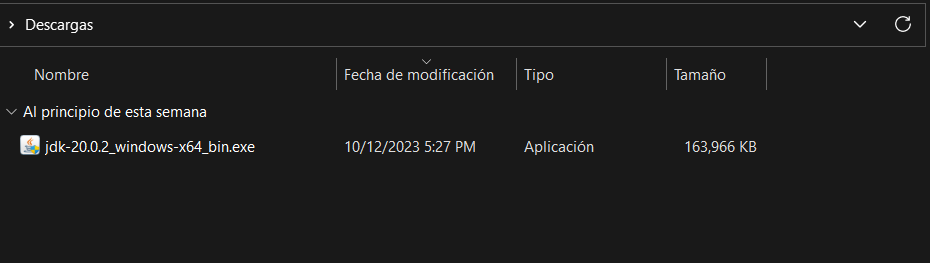 Descargas
Nombre Fecha de modificación Tipo Tamaño
Al principio de esta semana
jdk-20.0.2_windows-x64_bin.exe 10/12/2023 5:27 PM Aplicación 163,966 KB